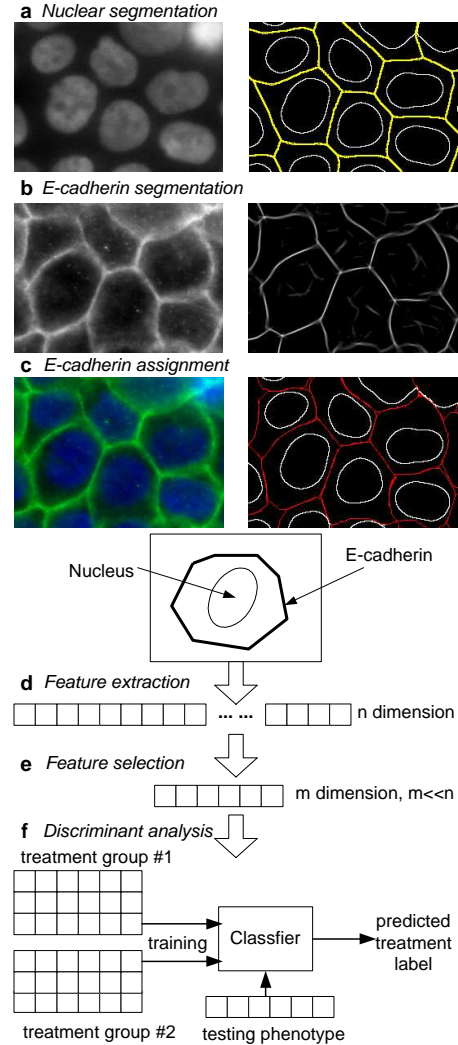 a Nuclear segmentation
b E-cadherin segmentation
c E-cadherin assignment
Nucleus
E-cadherin
d Feature extraction
... ...
n dimension
e Feature selection
m dimension, m<<n
f Discriminant analysis
treatment group #1
training
Classfier
predicted
treatment
label
treatment group #2
testing phenotype